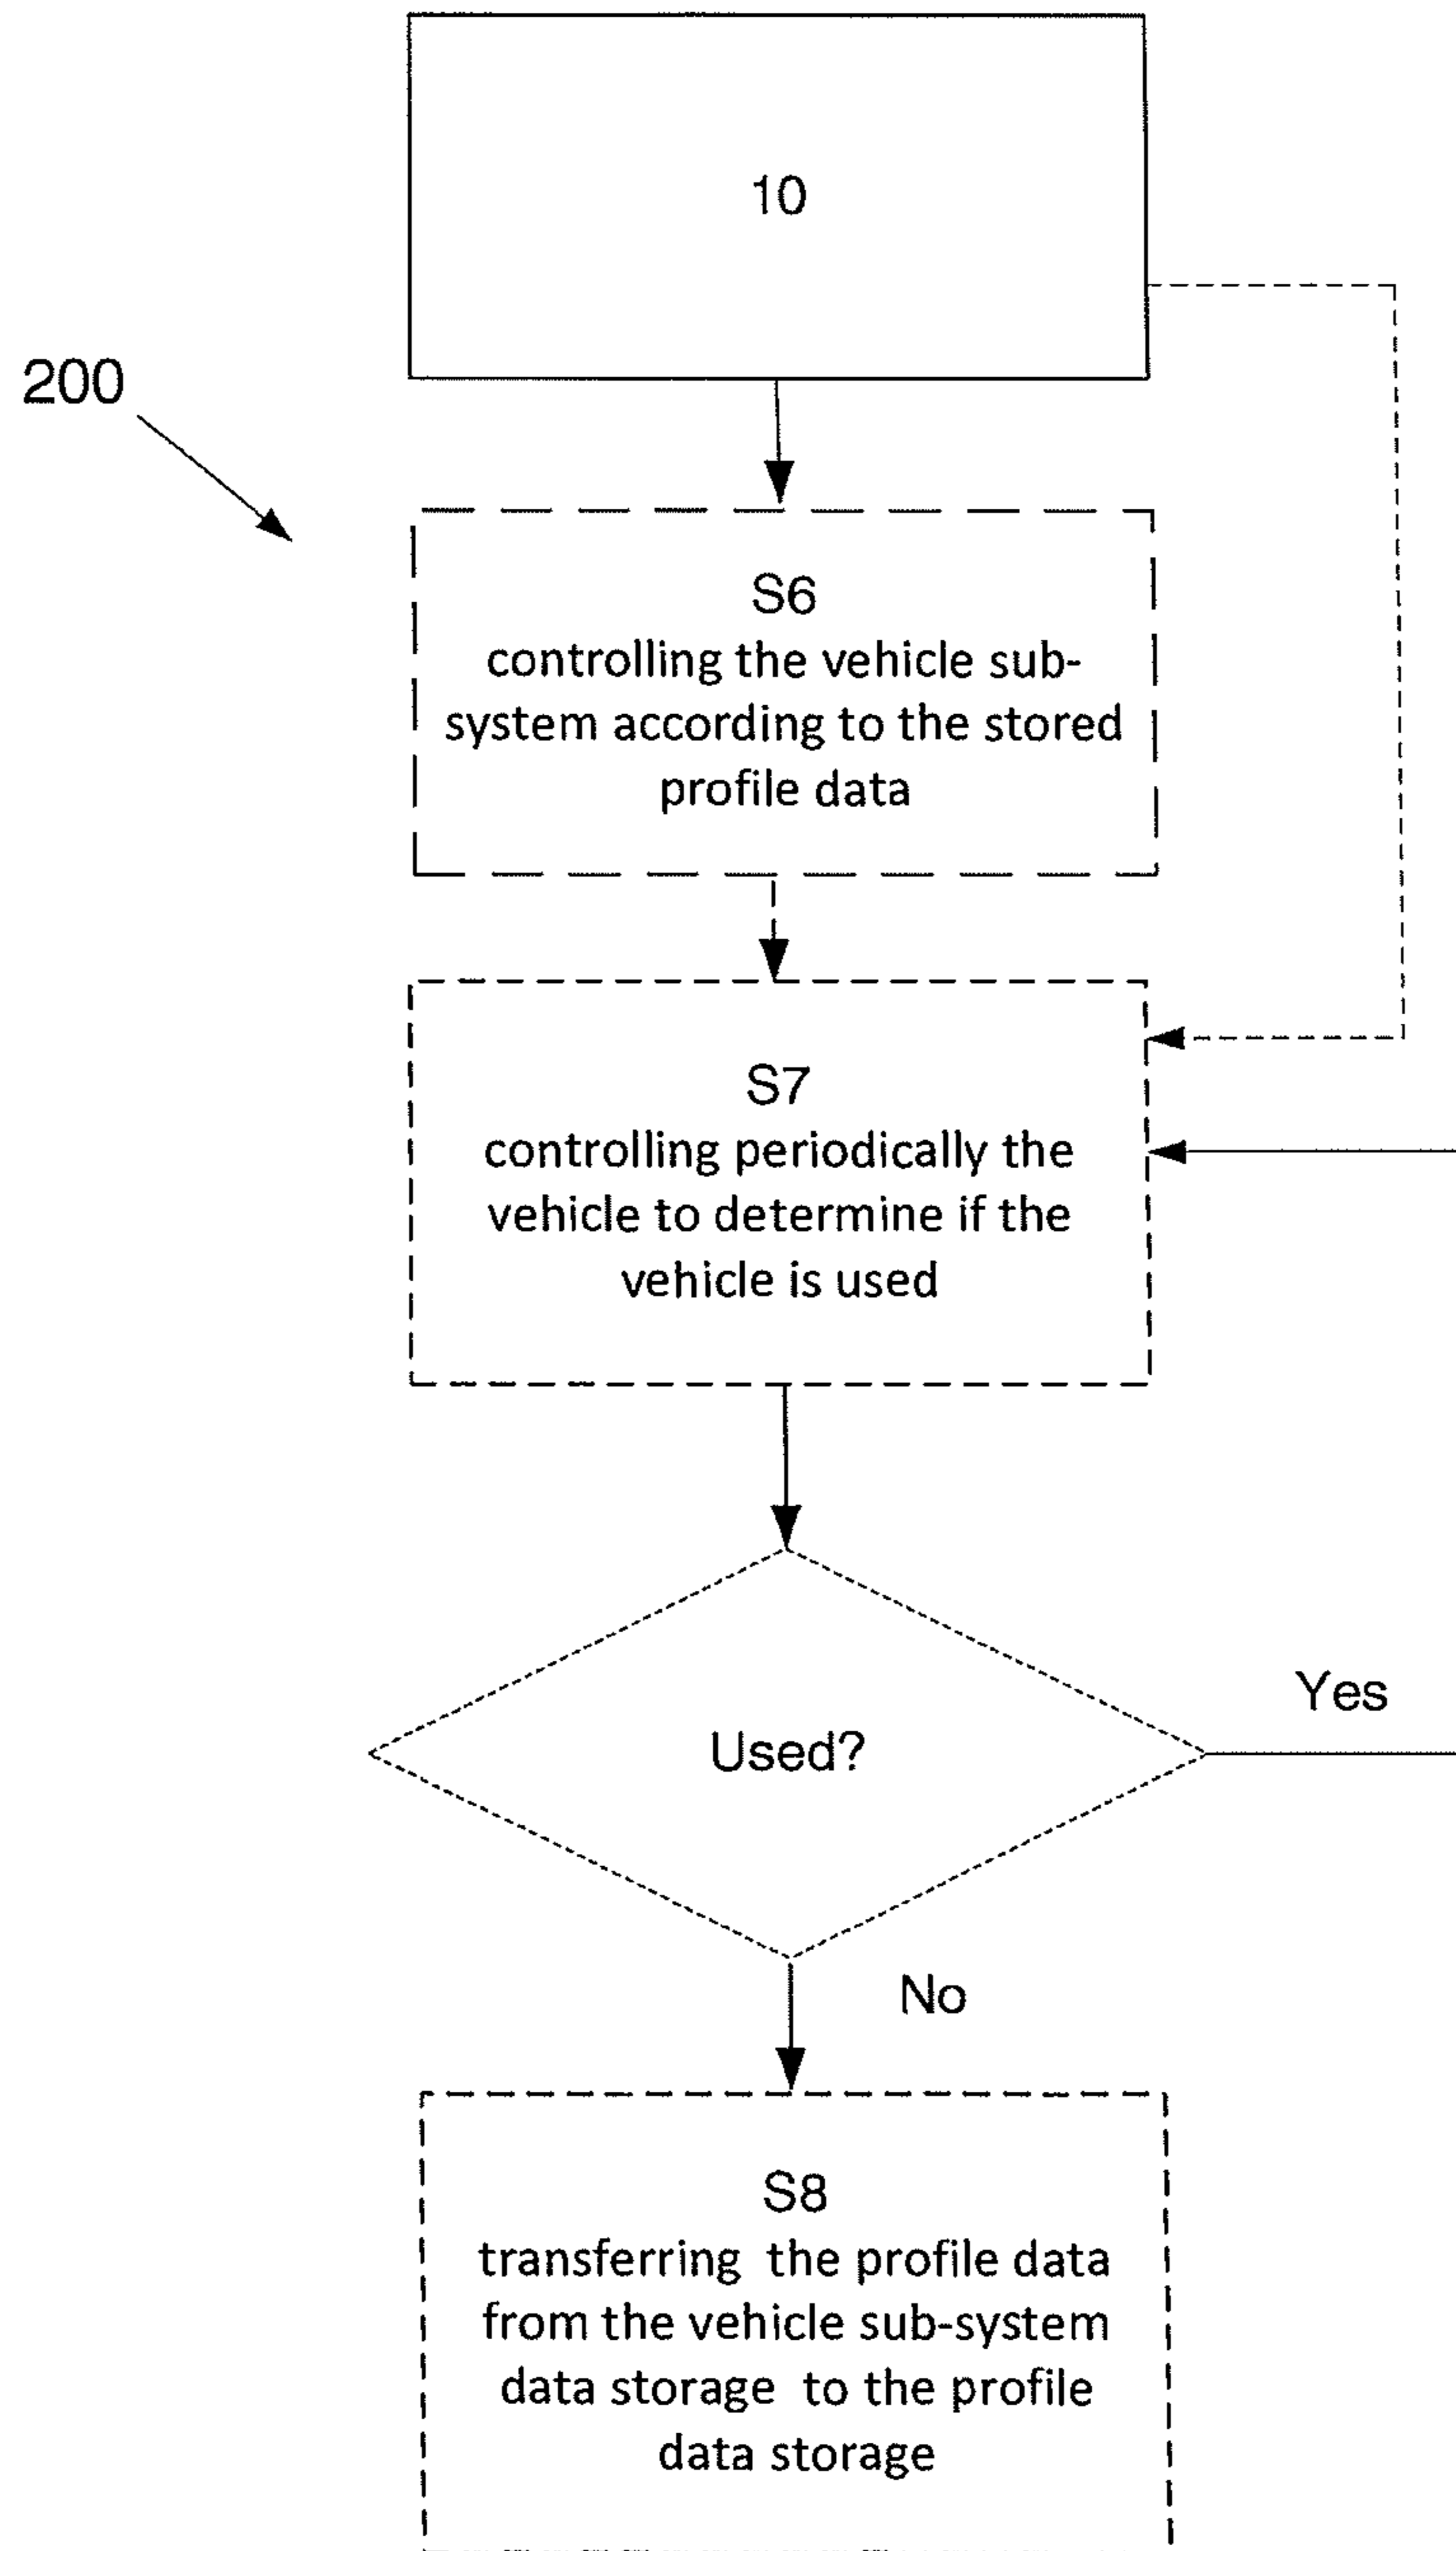 10
200
S6
controlling the vehicle sub-
system according to the stored
profile data
S7
controlling periodically the
vehicle to determine if the
vehicle is used
Used?
Yes
No
S8
transferring the profile data
from the vehicle sub-system
data storage to the profile
data storage